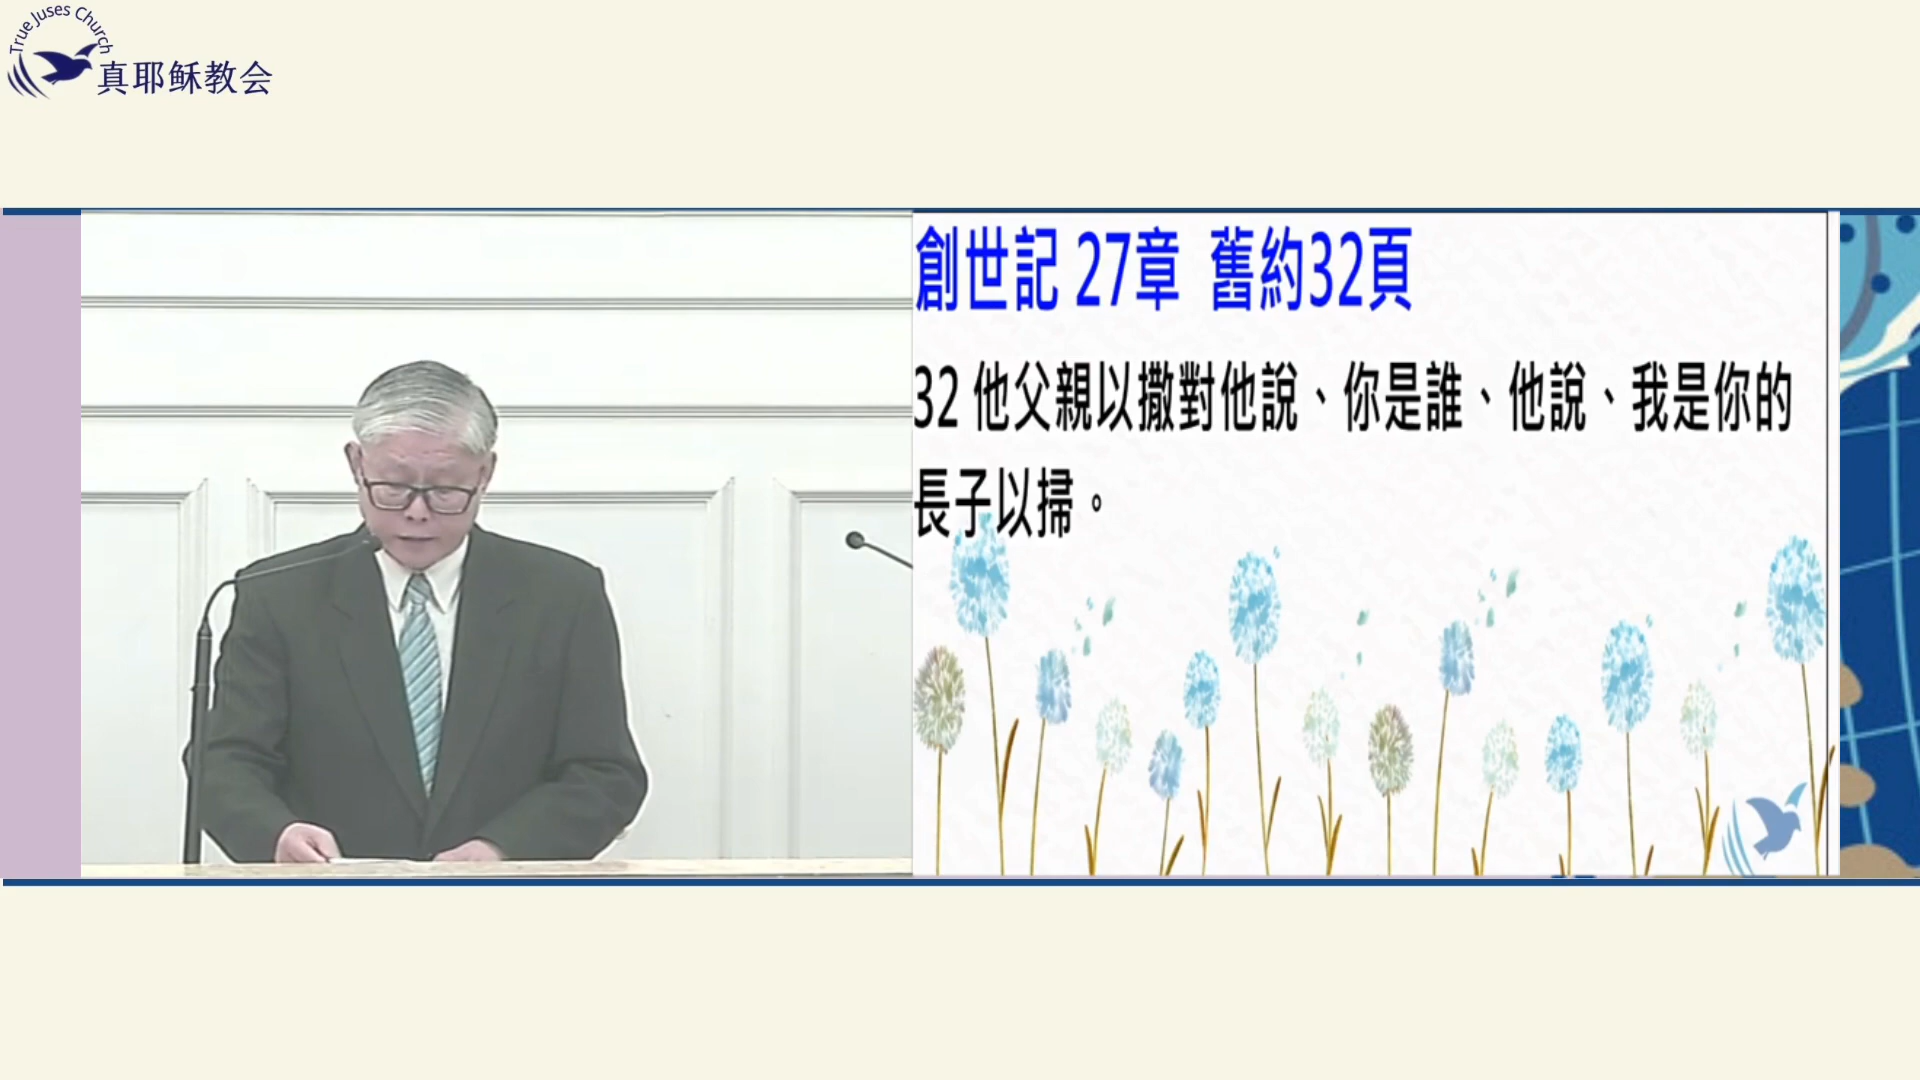 True Juses Church
真耶稣教会
創世記 27章 舊約32頁
32 他父親以撒對他說、你是誰、他說、我是你的
長子以掃。